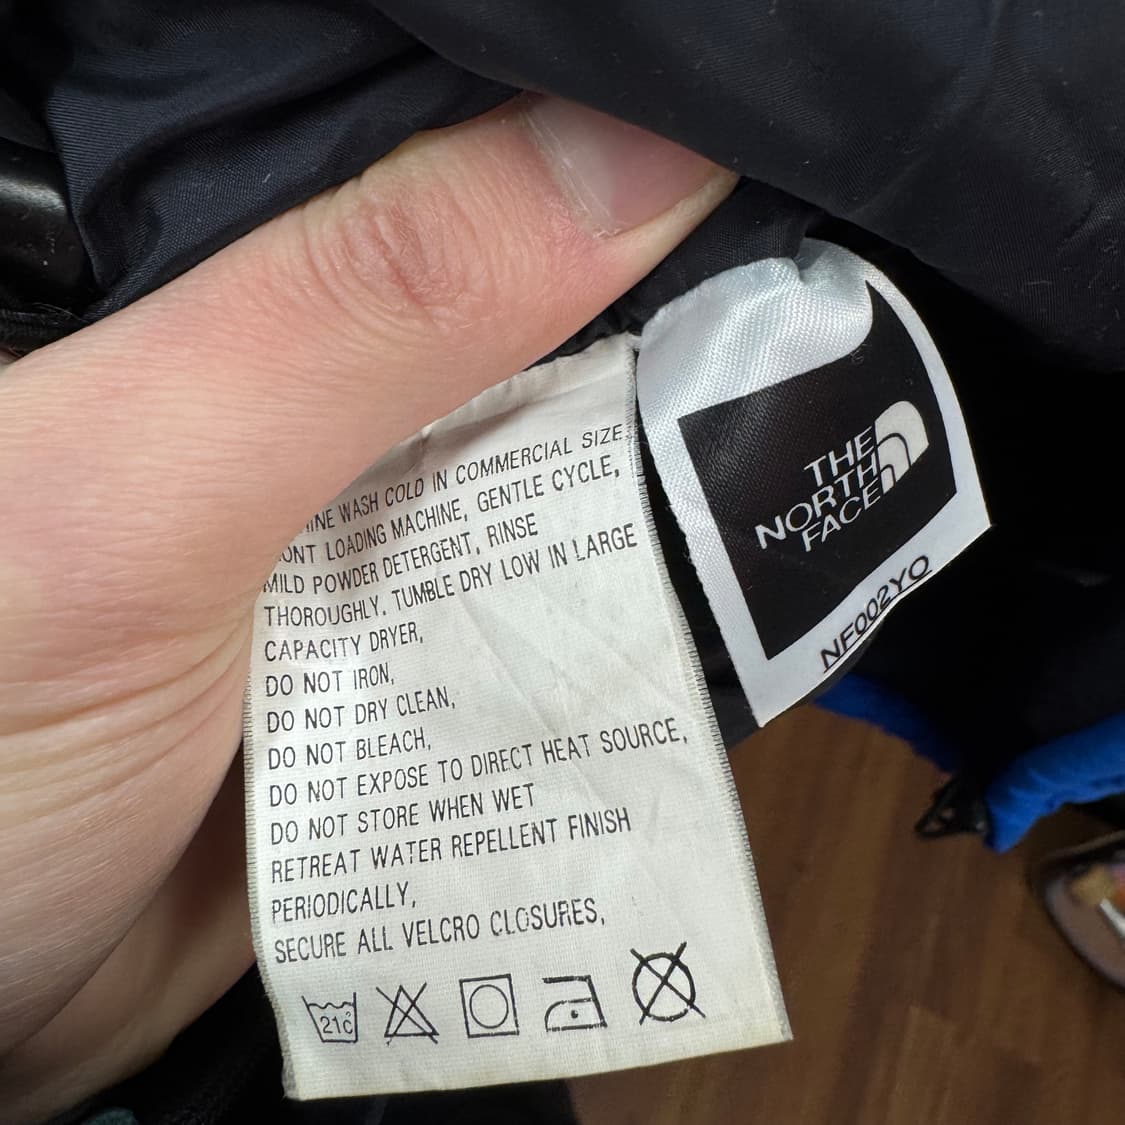 WASH COLD IN COMMERCIAL SIZE
LOADING MACHINE, GENTLE CYCLE,
MILD POWDER DETERGENT, RINSE
THOROUGHLY, TUMBLE DRY LOW IN LARGE
CAPACITY DRYER,
DO NOT IRON,
DO NOT DRY CLEAN,
DO NOT BLEACH,
DO NOT EXPOSE TO DIRECT HEAT SOURCE,
DO NOT STORE WHEN WET
RETREAT WATER REPELLENT FINISH
PERIODICALLY,
SECURE ALL VELCRO CLOSURES,
21c
THE
NORTH
FACE
NF002YO